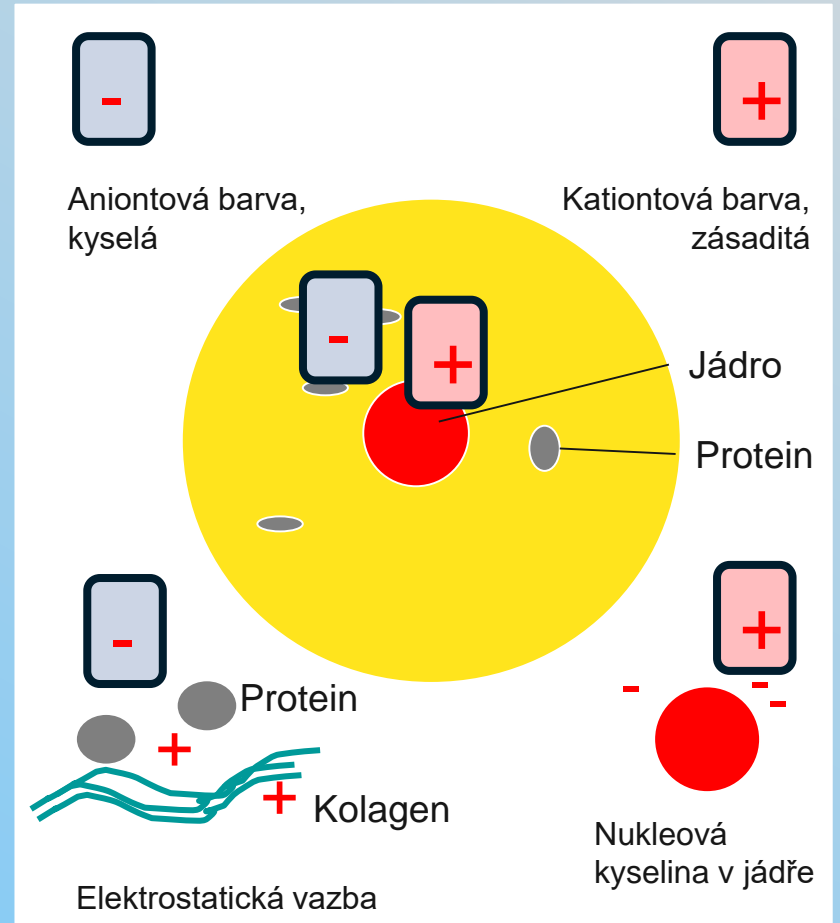 -
+
Aniontová barva,
kyselá
Kationtová barva,
zásaditá
-
+
Jádro
Protein
-
+
Protein
- - -
+
+
Kolagen
Nukleová
kyselina v jádře
Elektrostatická vazba